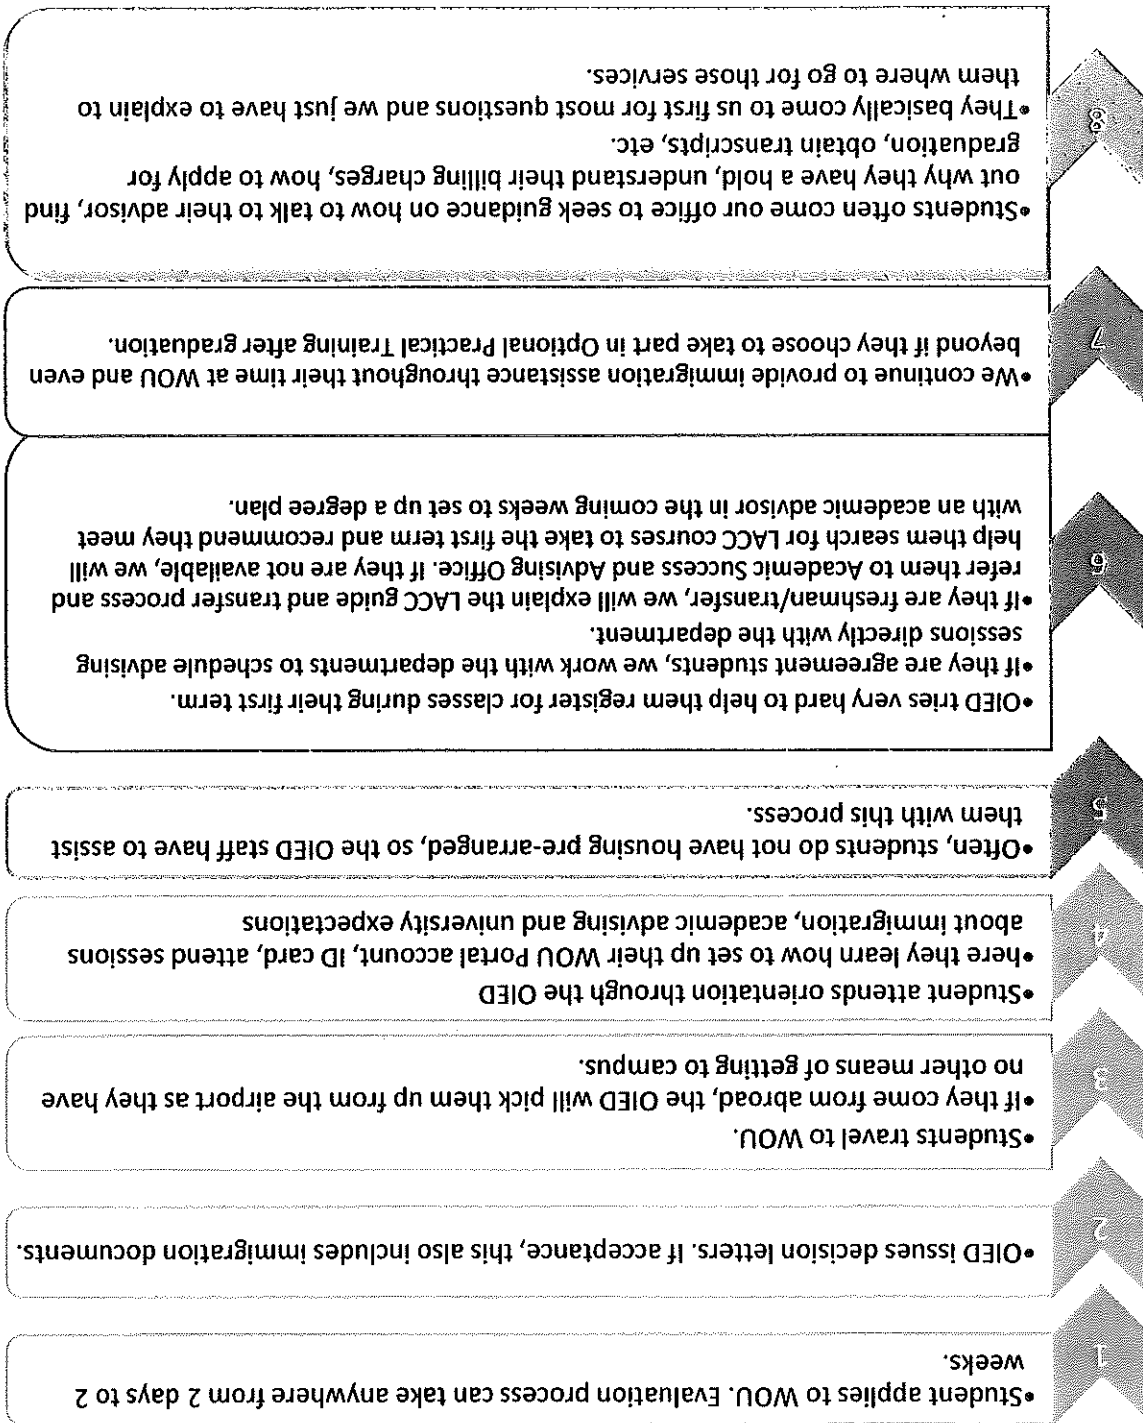 1
•Student applies to WOU. Evaluation process can take anywhere from 2 days to 2
weeks.
2
•OIED issues decision letters. If acceptance, this also includes immigration documents.
3
•Students travel to WOU.
•If they come from abroad, the OIED will pick them up from the airport as they have
no other means of getting to campus.
4
•Student attends orientation through the OIED
•here they learn how to set up their WOU Portal account, ID card, attend sessions
about immigration, academic advising and university expectations
5
•Often, students do not have housing pre-arranged, so the OIED staff have to assist
them with this process.
6
•OIED tries very hard to help them register for classes during their first term.
•If they are agreement students, we work with the departments to schedule advising
sessions directly with the department.
•If they are freshman/transfer, we will explain the LACC guide and transfer process and
refer them to Academic Success and Advising Office. If they are not available, we will
help them search for LACC courses to take the first term and recommend they meet
with an academic advisor in the coming weeks to set up a degree plan.
7
•We continue to provide immigration assistance throughout their time at WOU and even
beyond if they choose to take part in Optional Practical Training after graduation.
8
•Students often come our office to seek guidance on how to talk to their advisor, find
out why they have a hold, understand their billing charges, how to apply for
graduation, obtain transcripts, etc.
•They basically come to us first for most questions and we just have to explain to
them where to go for those services.